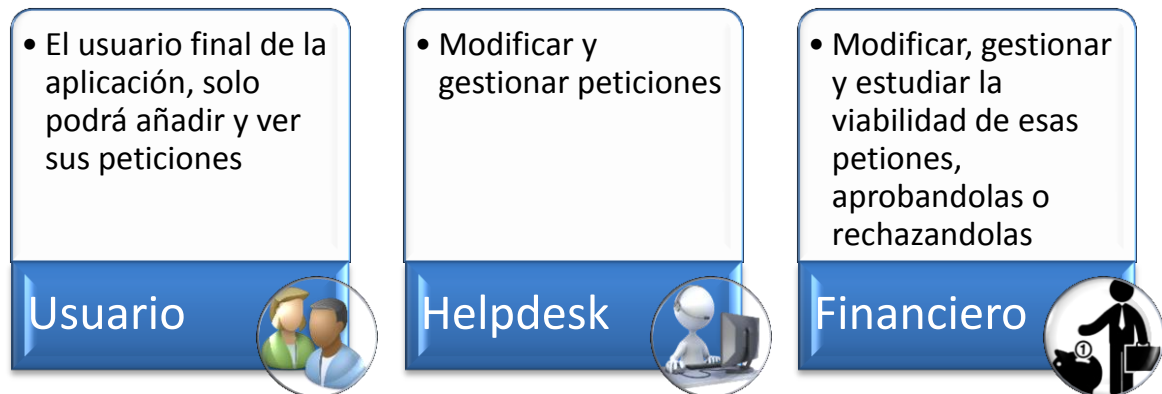 • El usuario final de la
aplicación, solo
podrá añadir y ver
sus peticiones
Usuario
• Modificar y
gestionar peticiones
Helpdesk
• Modificar, gestionar
y estudiar la
viabilidad de esas
petiones,
aprobandolas o
rechazandolas
Financiero
1